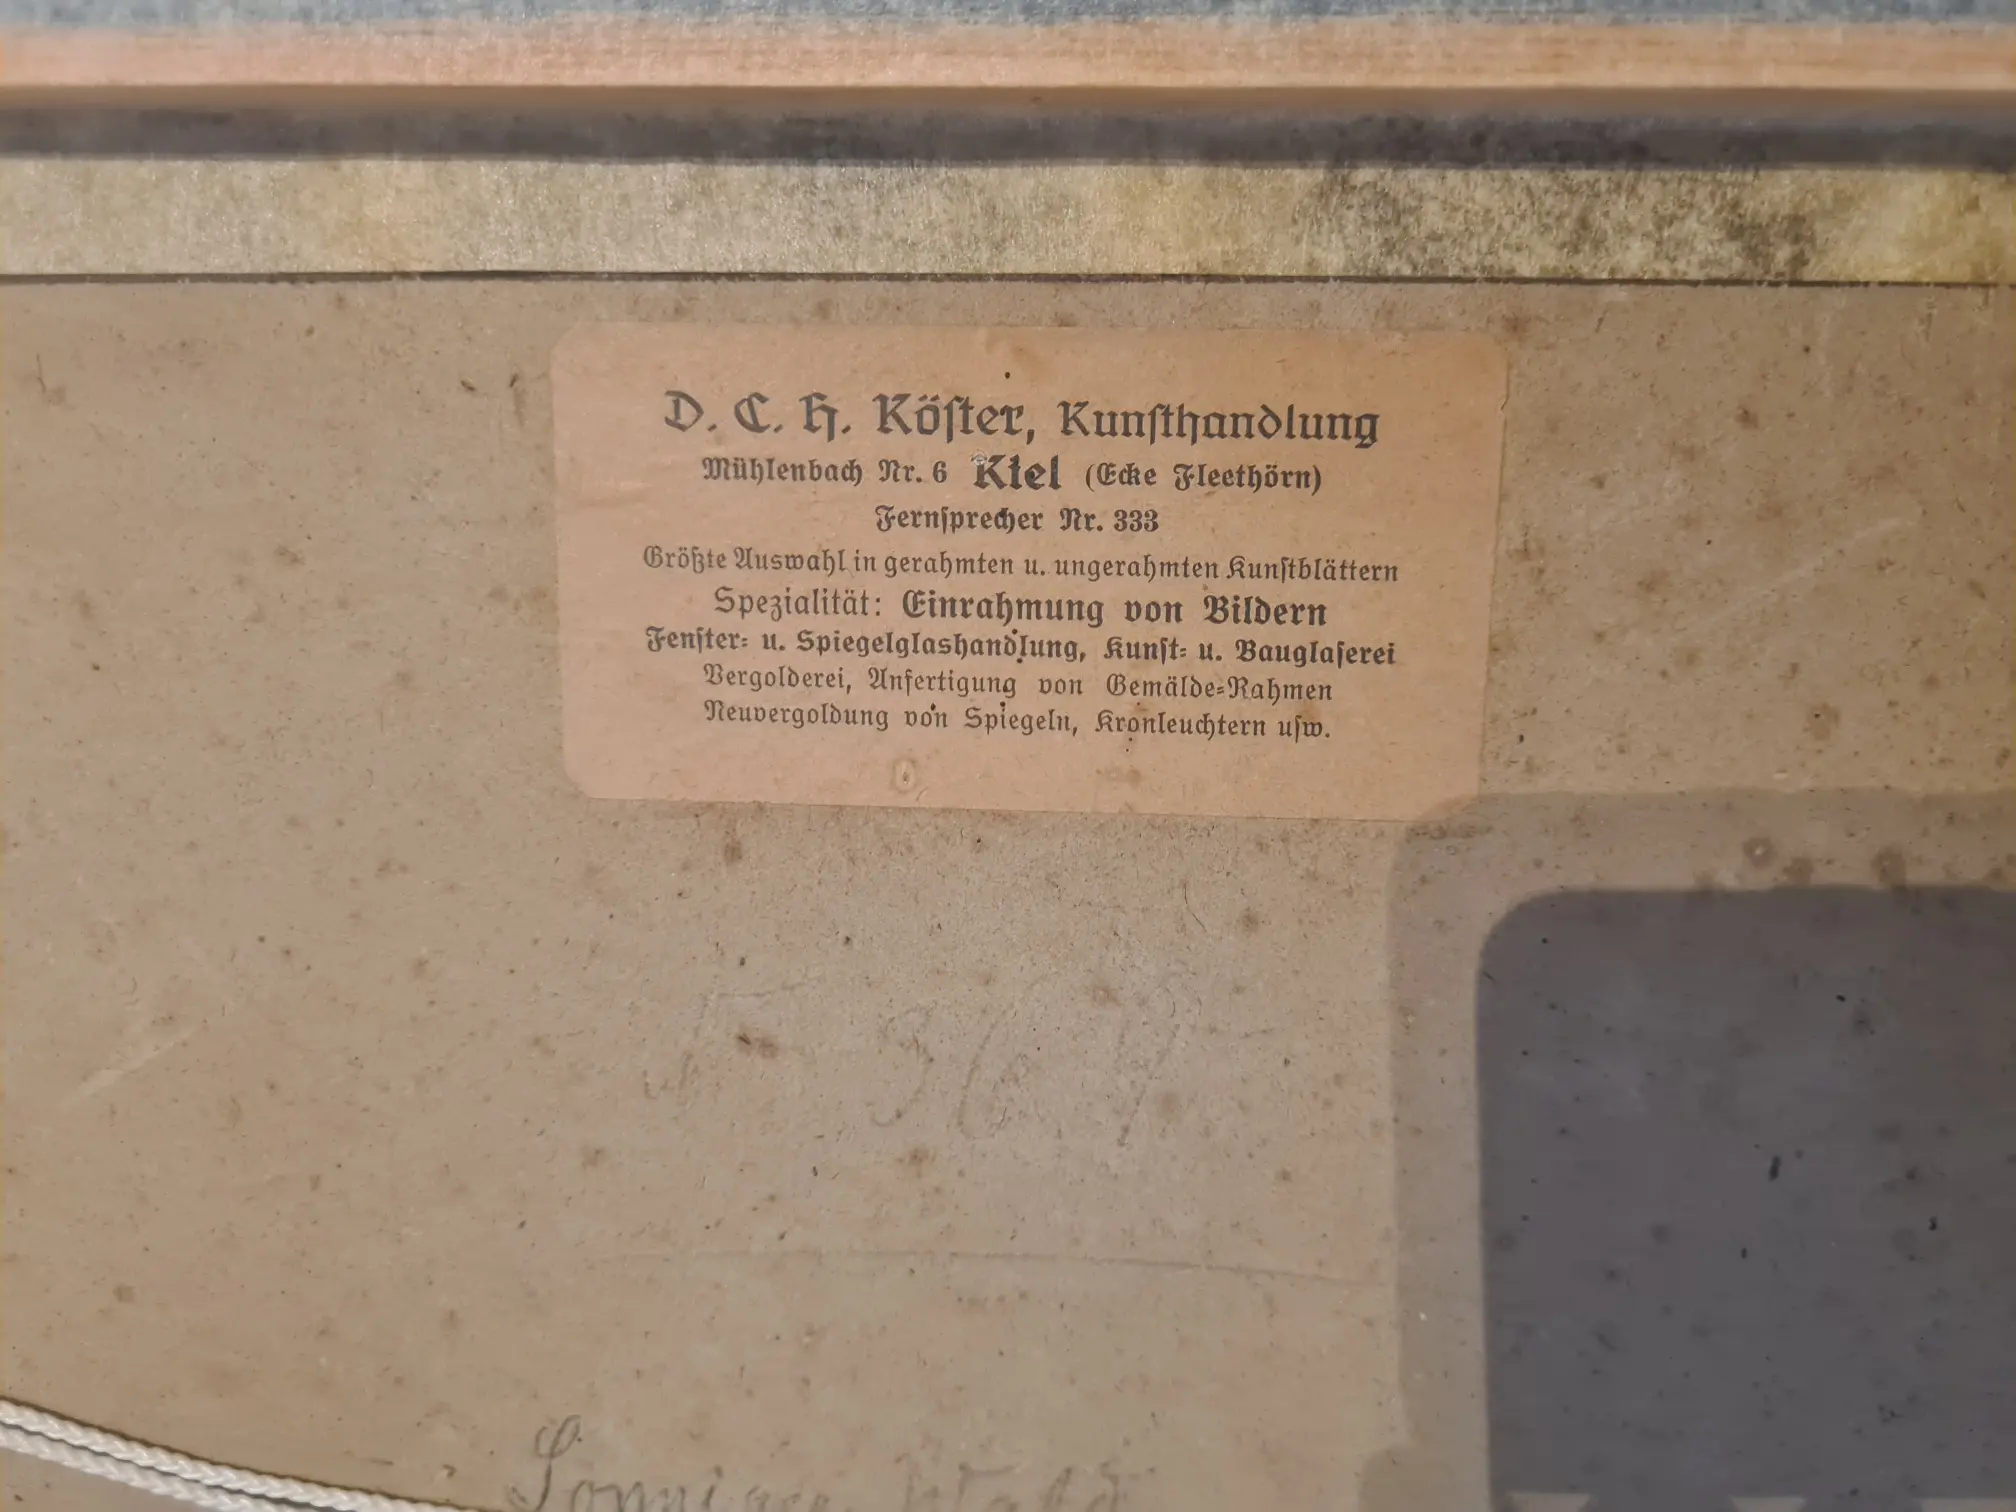 D. C. H. Köſter, Kunſthandlung
Mühlenbach Nr. 6 Kiel (Ecke Fleethörn)
Fernſprecher Nr. 333
Größte Auswahl in gerahmten u. ungerahmten Kunſtblättern
Spezialität: Einrahmung von Bildern
Fenſter= u. Spiegelglashandlung, Kunſt= u. Bauglaſerei
Vergolderei, Anfertigung von Gemälde=Rahmen
Neuvergoldung von Spiegeln, Kronleuchtern uſw.